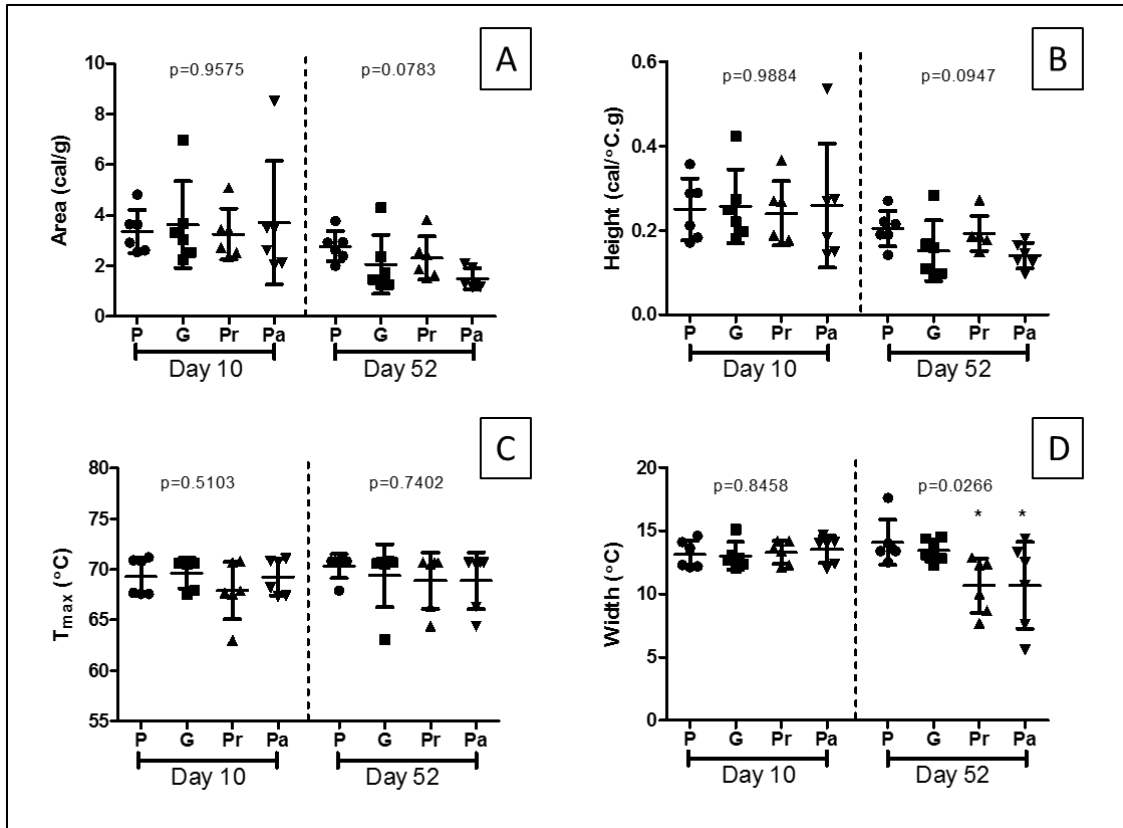 A
Area (cal/g)
p=0.9575 p=0.0783
10
8
6
4
2
0
P G Pr Pa P G Pr Pa
Day 10 Day 52
B
Height (cal/°C.g)
p=0.9884 p=0.0947
0.6
0.4
0.2
0.0
P G Pr Pa P G Pr Pa
Day 10 Day 52
C
Tmax (°C)
p=0.5103 p=0.7402
80
75
70
65
60
55
P G Pr Pa P G Pr Pa
Day 10 Day 52
D
Width (°C)
p=0.8458 p=0.0266
* *
20
15
10
5
0
P G Pr Pa P G Pr Pa
Day 10 Day 52